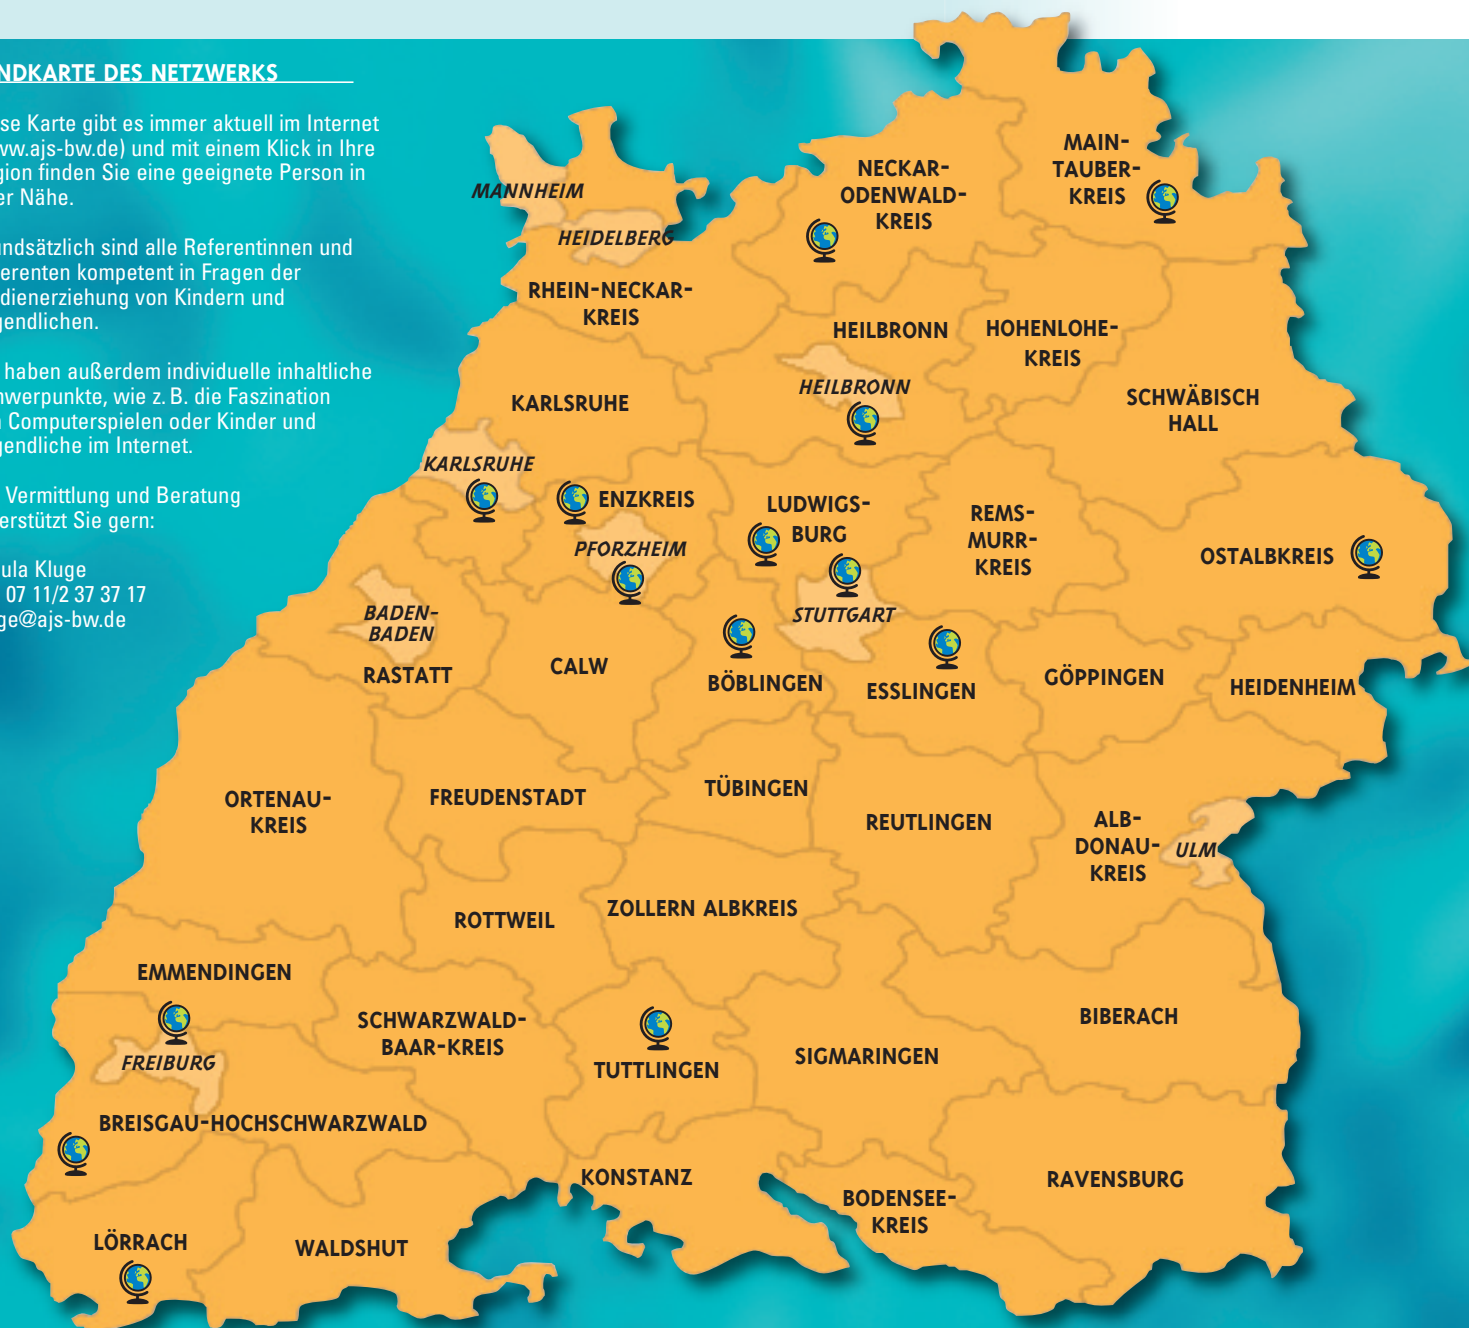 NDKARTE DES NETZWERKS
se Karte gibt es immer aktuell im Internet
ww.ajs-bw.de) und mit einem Klick in Ihre
gion finden Sie eine geeignete Person in
er Nähe.
undsätzlich sind alle Referentinnen und
erenten kompetent in Fragen der
dienerziehung von Kindern und
gendlichen.
haben außerdem individuelle inhaltliche
hwerpunkte, wie z. B. die Faszination
n Computerspielen oder Kinder und
gendliche im Internet.
Vermittlung und Beratung
erstützt Sie gern:
ula Kluge
07 11/2 37 37 17
ge@ajs-bw.de
MAIN-
TAUBER-
KREIS
NECKAR-
ODENWALD-
KREIS
MANNHEIM
HEIDELBERG
RHEIN-NECKAR-
KREIS
HEILBRONN
HOHENLOHE-
KREIS
HEILBRONN
SCHWÄBISCH
HALL
KARLSRUHE
KARLSRUHE
ENZKREIS
PFORZHEIM
LUDWIGS-
BURG
REMS-
MURR-
KREIS
OSTALBKREIS
STUTTGART
BADEN-
BADEN
RASTATT
CALW
BÖBLINGEN
ESSLINGEN
GÖPPINGEN
HEIDENHEIM
ORTENAU-
KREIS
FREUDENSTADT
TÜBINGEN
REUTLINGEN
ALB-
DONAU-
KREIS
ULM
ROTTWEIL
ZOLLERN ALBKREIS
EMMENDINGEN
SCHWARZWALD-
BAAR-KREIS
FREIBURG
TUTTLINGEN
SIGMARINGEN
BIBERACH
BREISGAU-HOCHSCHWARZWALD
KONSTANZ
BODENSEE-
KREIS
RAVENSBURG
LÖRRACH
WALDSHUT